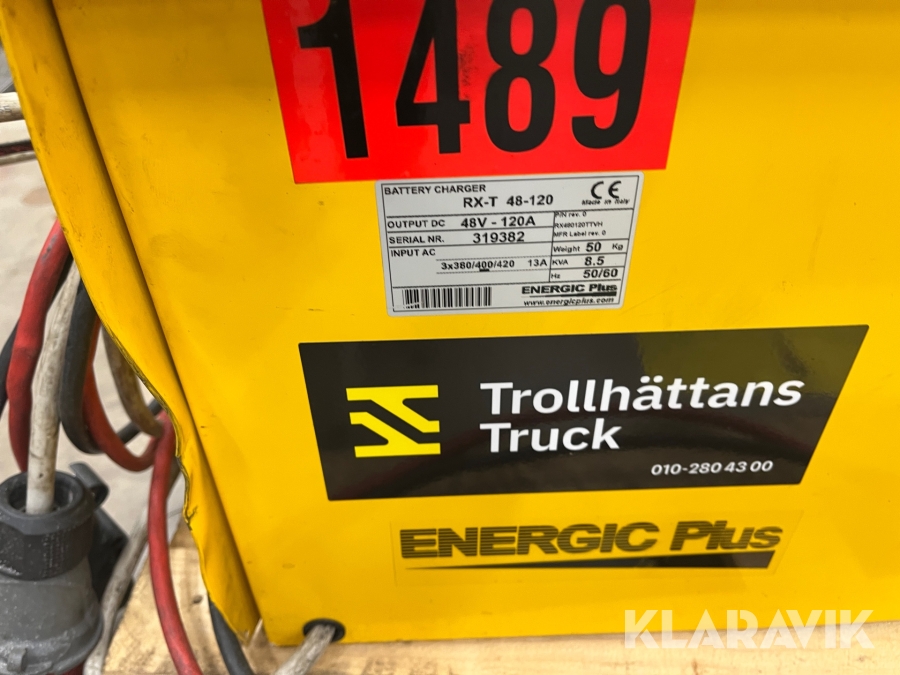 1489
BATTERY CHARGER
RX-T 48-120
CE
Made in Italy
OUTPUT DC 48V - 120A
P/N rev. 0
RX480120TTVH
SERIAL NR. 319382
MFR Label rev. 0
INPUT AC
Weight 50 Kg
3x380/400/420 13A
KVA 8.5
Hz 50/60
ENERGIC Plus
www.energicplus.com
Trollhättans
Truck
010-280 43 00
ENERGIC Plus
KLARAVIK